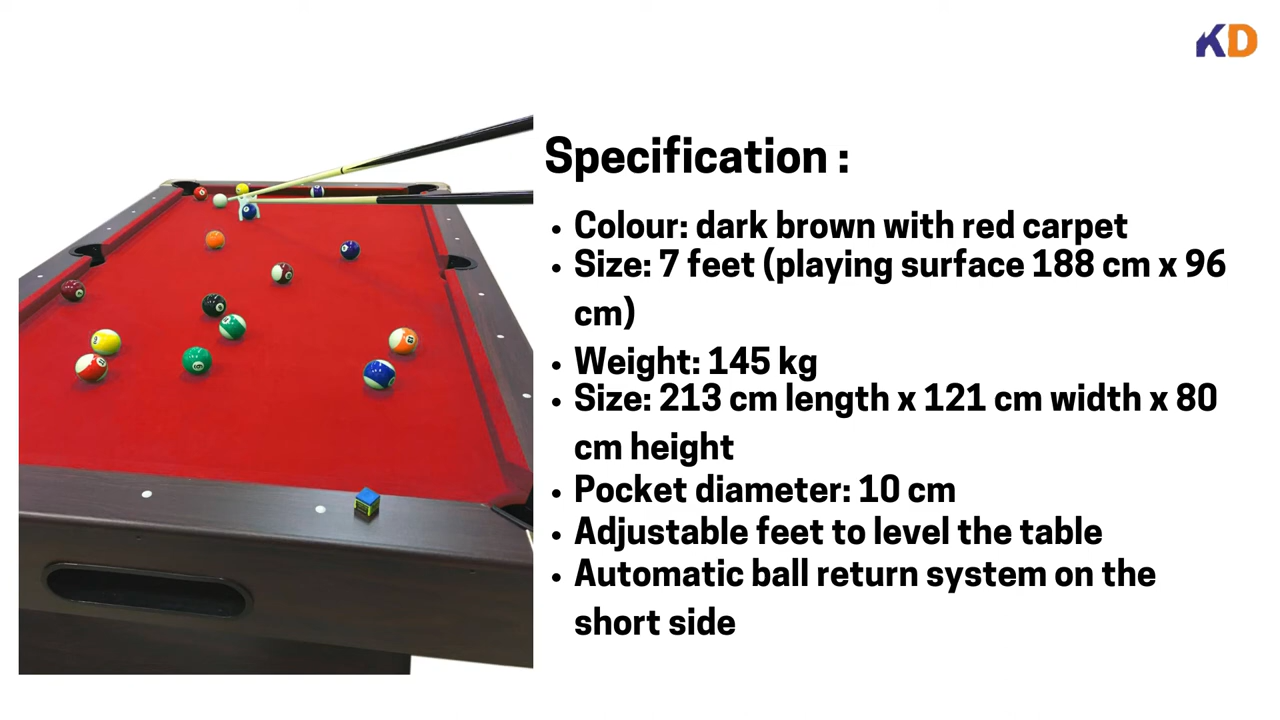 KD
Specification :
• Colour: dark brown with red carpet
• Size: 7 feet (playing surface 188 cm x 96
cm)
• Weight: 145 kg
• Size: 213 cm length x 121 cm width x 80
cm height
• Pocket diameter: 10 cm
• Adjustable feet to level the table
• Automatic ball return system on the
short side